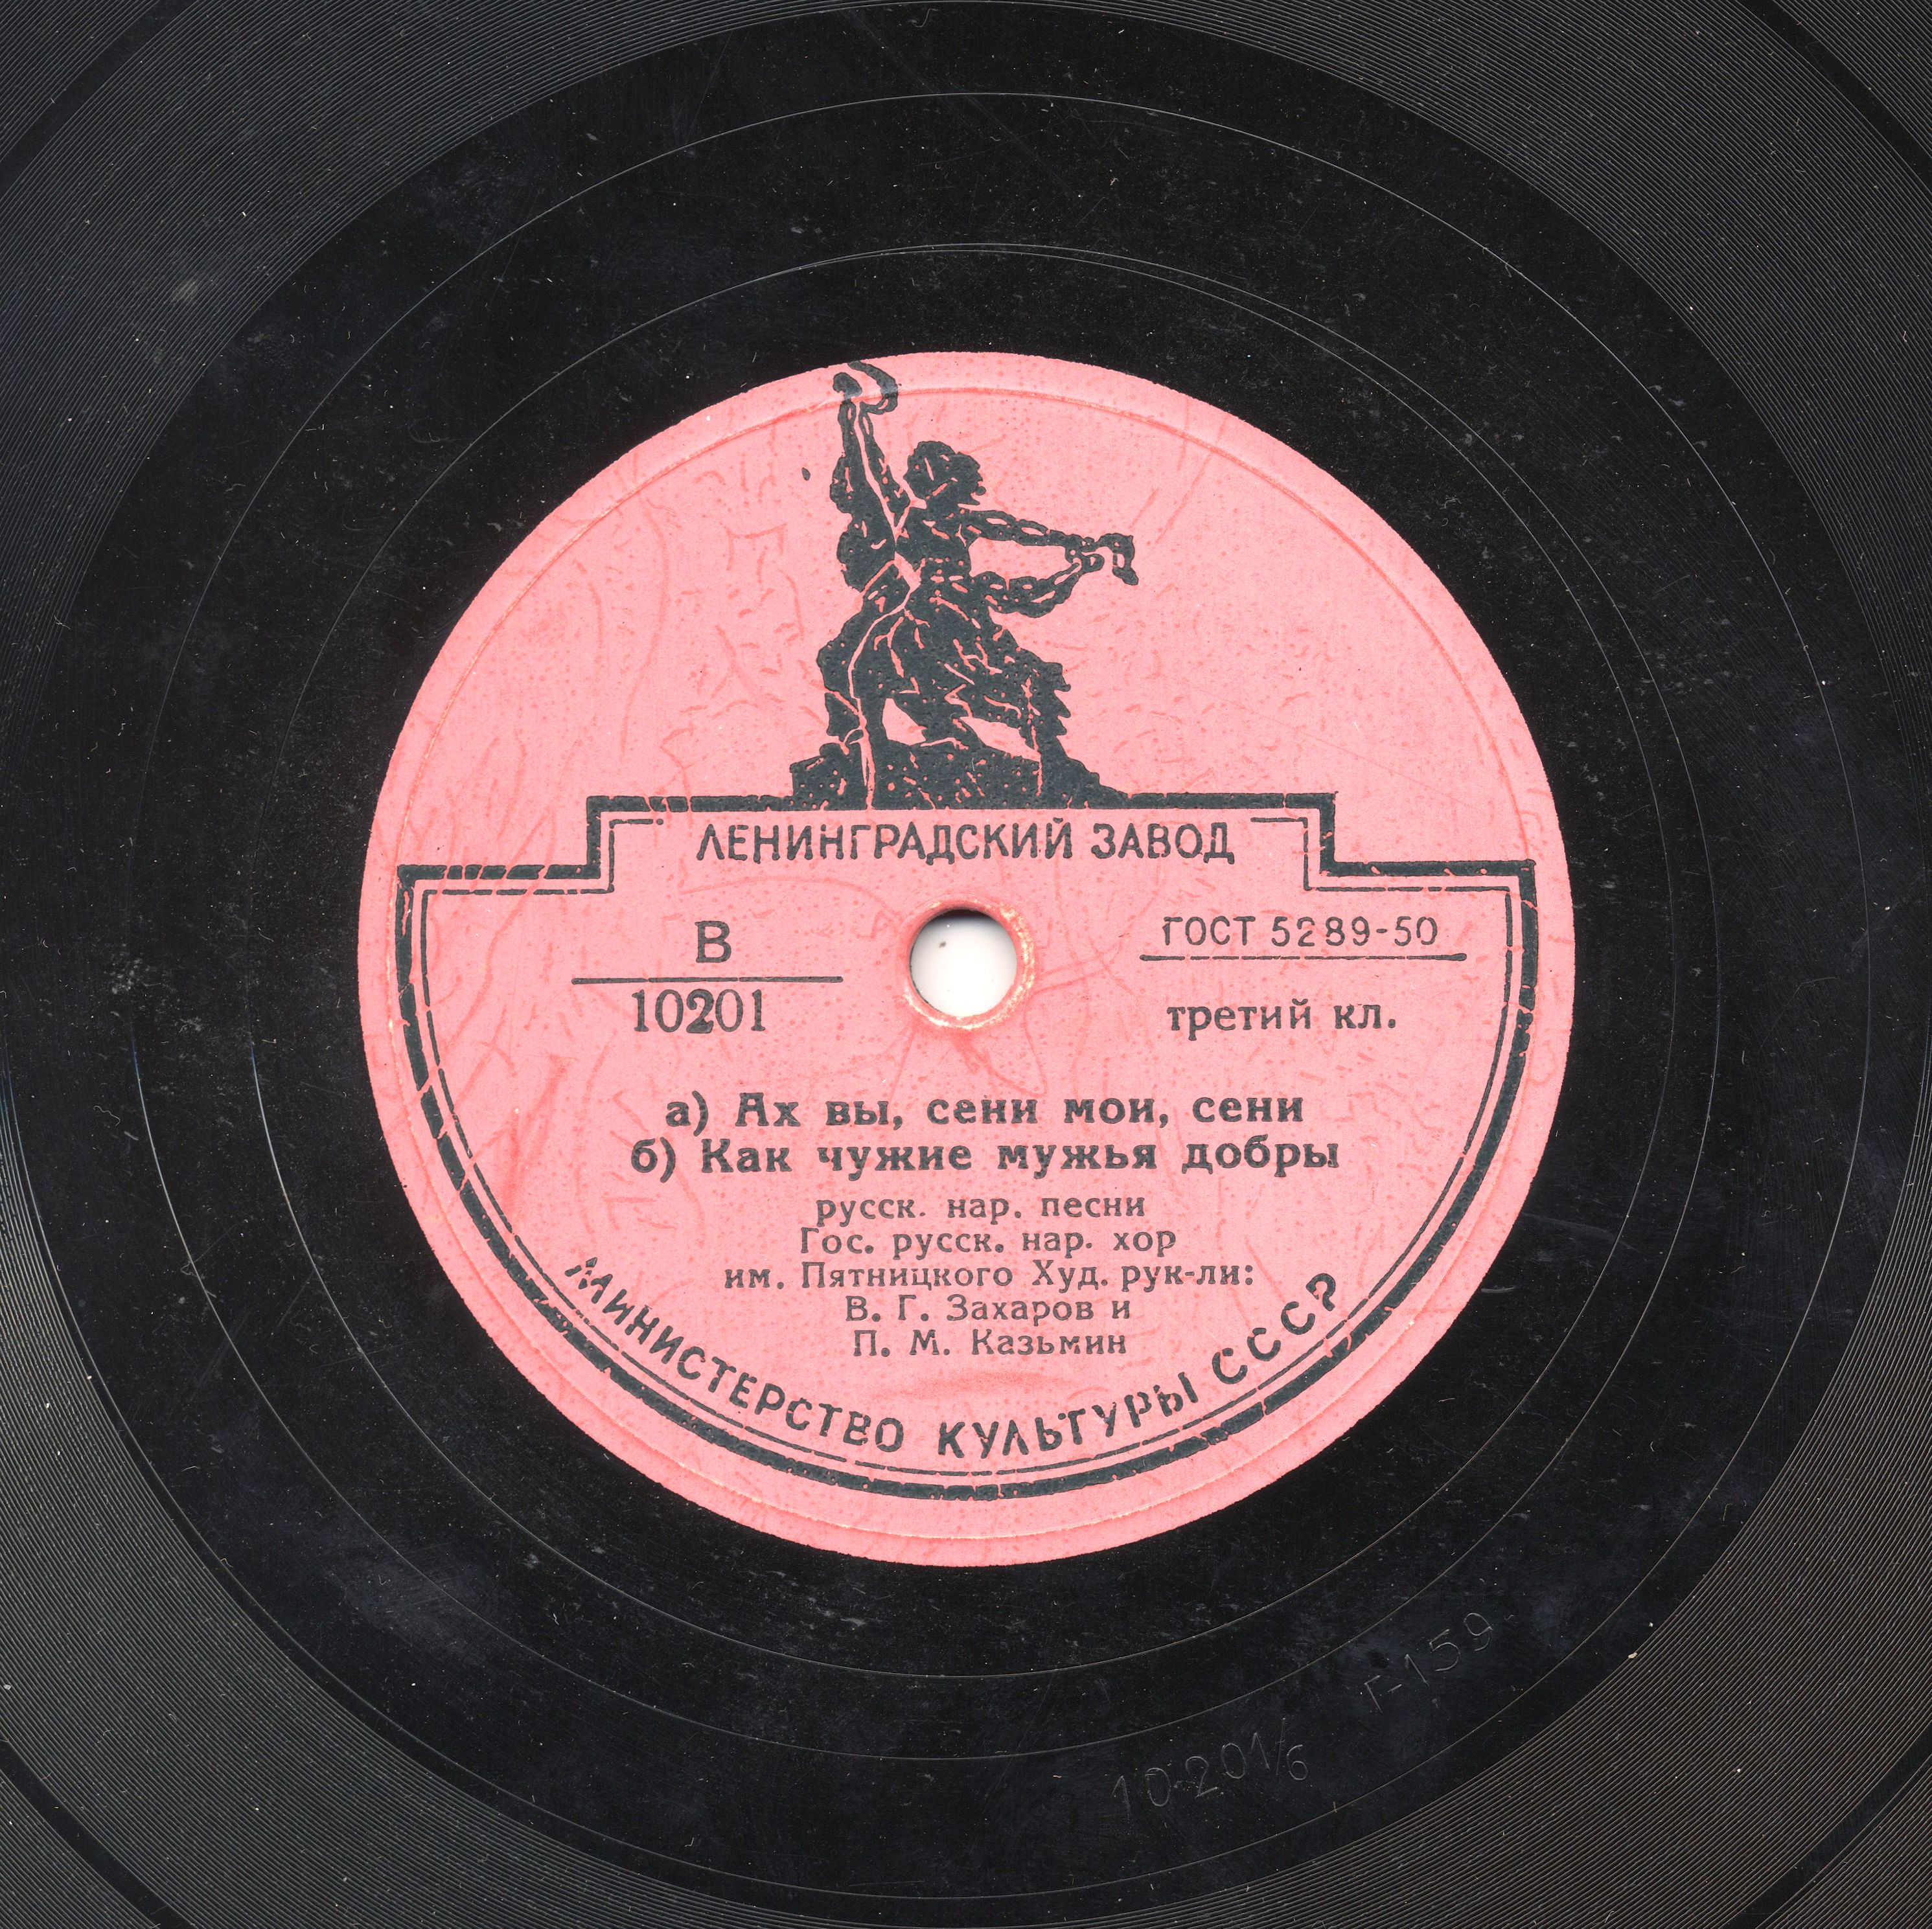 ЛЕНИНГРАДСКИЙ ЗАВОД
В
10201
ГОСТ 5289-50
третий кл.
а) Ах вы, сени мои, сени
б) Как чужие мужья добры
русск. нар. песни
Гос. русск. нар. хор
им. Пятницкого Худ. рук-ли:
В. Г. Захаров и
П. М. Казьмин
МИНИСТЕРСТВО КУЛЬТУРЫ СССР
10201/6
Г-159